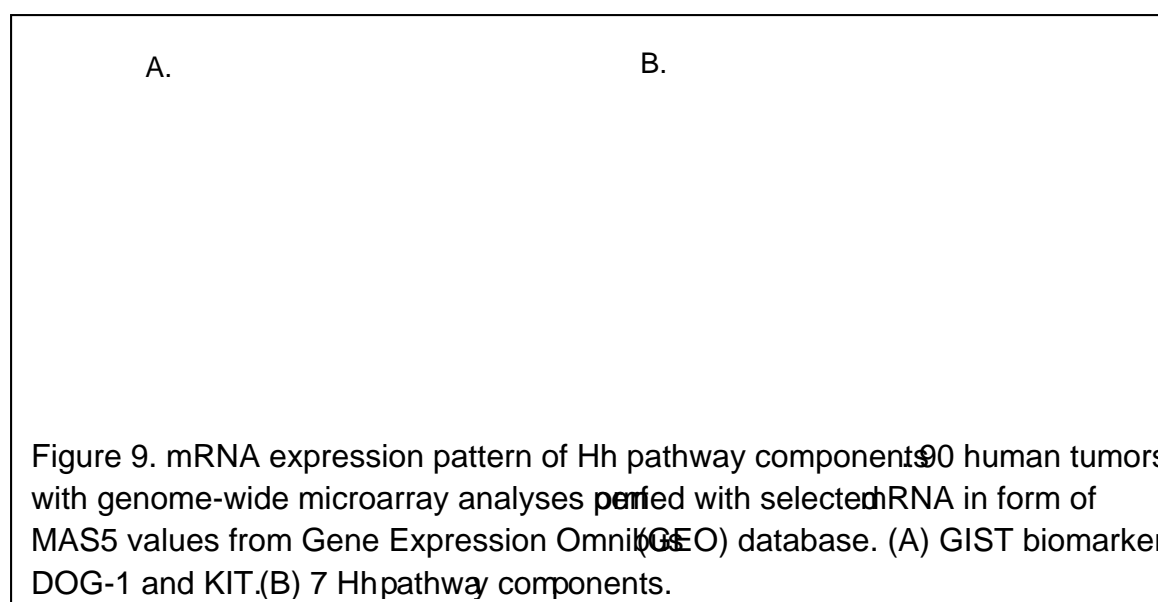 A.
B.
Figure 9. mRNA expression pattern of Hh pathway components. 90 human tumors
with genome-wide microarray analyses with selected mRNA in form of
MAS5 values from Gene Expression Omnibus (GEO) database. (A) GIST biomarker
DOG-1 and KIT.(B) 7 Hh pathway components.